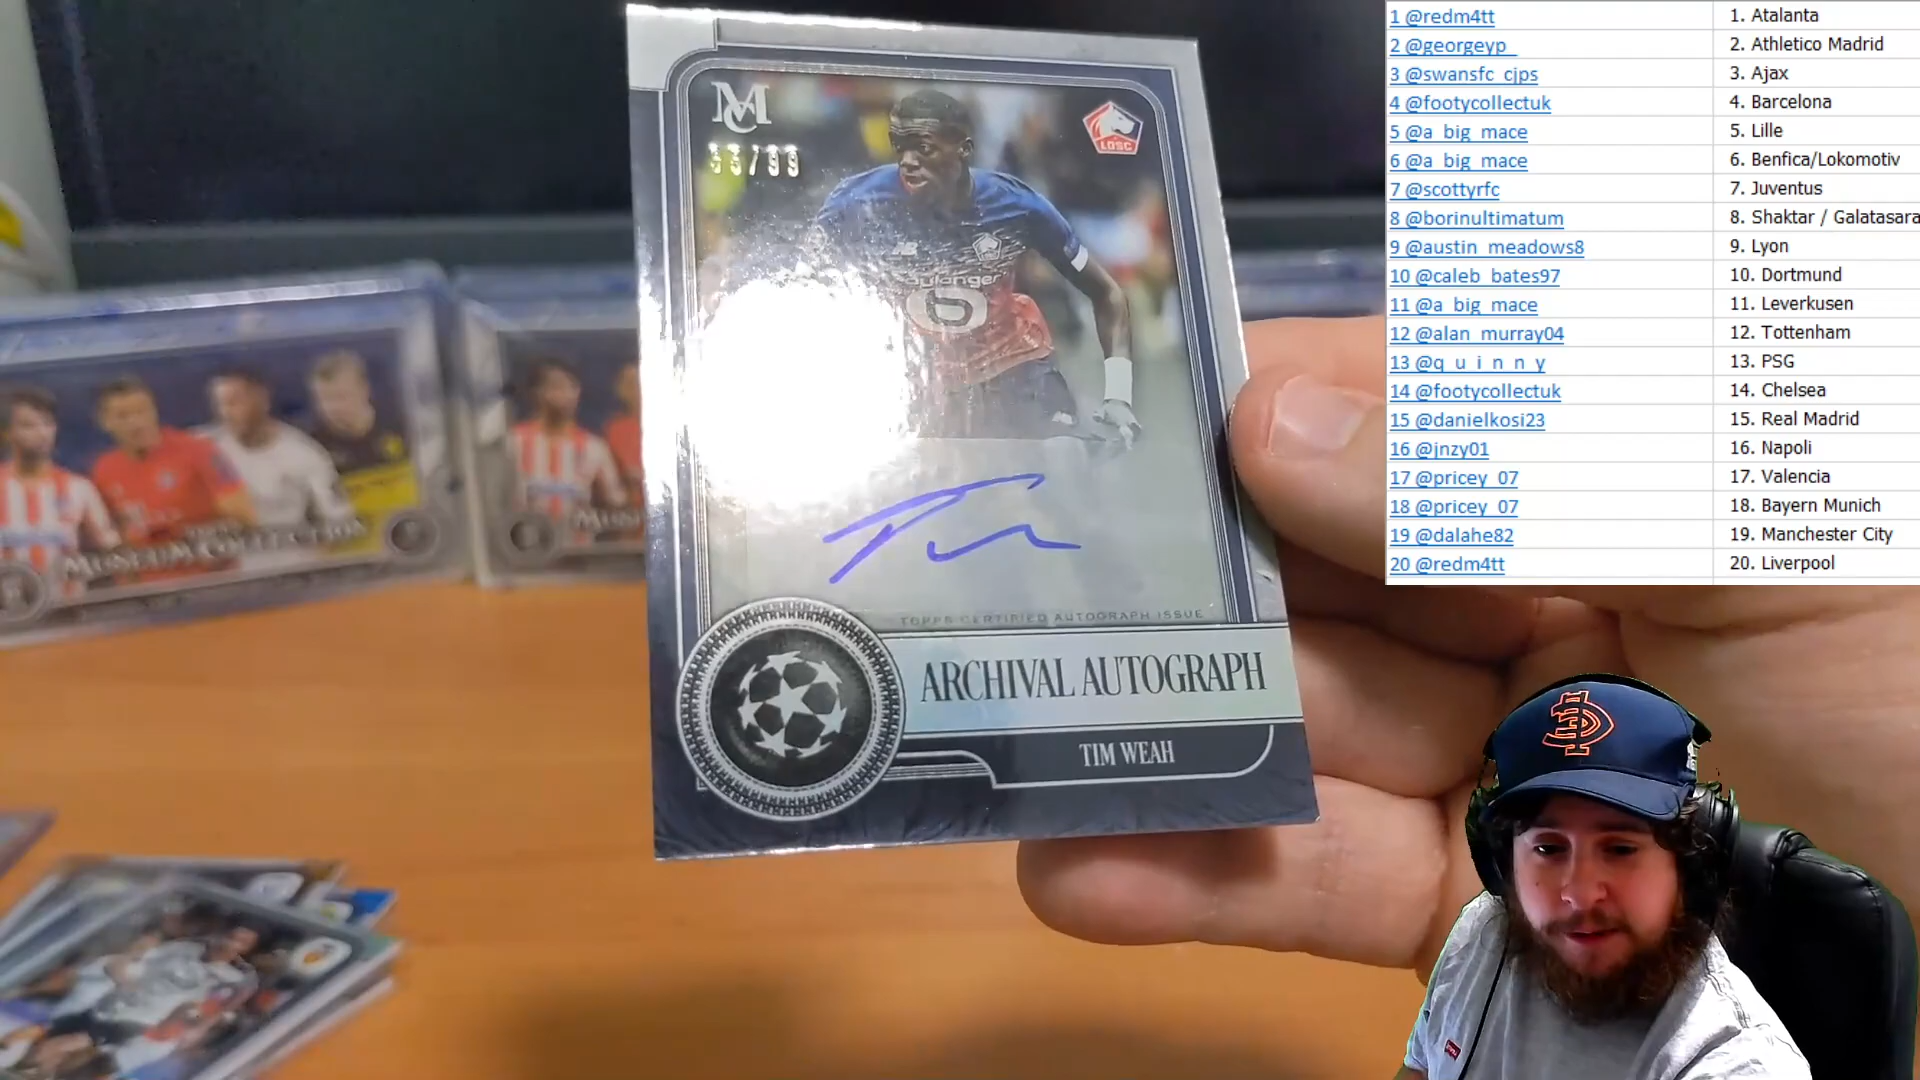 1 @redm4tt 1. Atalanta
2 @georgeyp_ 2. Athletico Madrid
3 @swansfc_cjps 3. Ajax
4 @footycollectuk 4. Barcelona
5 @a_big_mace 5. Lille
6 @a_big_mace 6. Benfica/Lokomotiv
7 @scottyrfc 7. Juventus
8 @borinultimatum 8. Shaktar / Galatasara
9 @austin_meadows8 9. Lyon
10 @caleb_bates97 10. Dortmund
11 @a_big_mace 11. Leverkusen
12 @alan_murray04 12. Tottenham
13 @q_u_i_n_n_y 13. PSG
14 @footycollectuk 14. Chelsea
15 @danielkosi23 15. Real Madrid
16 @jnzy01 16. Napoli
17 @pricey_07 17. Valencia
18 @pricey_07 18. Bayern Munich
19 @dalahe82 19. Manchester City
20 @redm4tt 20. Liverpool
MC
LOSC
Boulanger
TOPPS CERTIFIED AUTOGRAPH ISSUE
ARCHIVAL AUTOGRAPH
TIM WEAH
MUSEUM COLLECTION